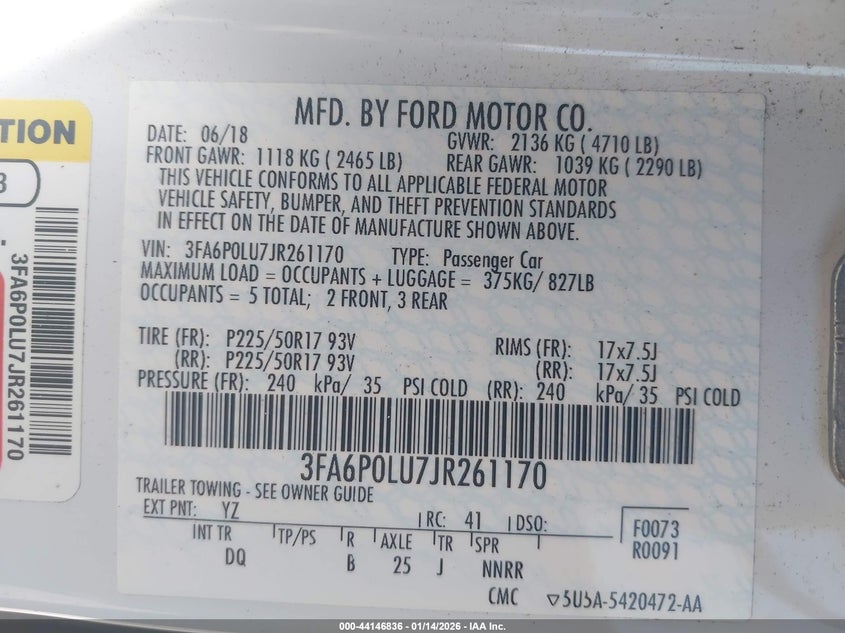 TION
3
3FA6P0LU7JR261170
MFD. BY FORD MOTOR CO.
DATE: 06/18 GVWR: 2136 KG ( 4710 LB)
FRONT GAWR: 1118 KG ( 2465 LB) REAR GAWR: 1039 KG ( 2290 LB)
THIS VEHICLE CONFORMS TO ALL APPLICABLE FEDERAL MOTOR
VEHICLE SAFETY, BUMPER, AND THEFT PREVENTION STANDARDS
IN EFFECT ON THE DATE OF MANUFACTURE SHOWN ABOVE.
VIN: 3FA6P0LU7JR261170 TYPE: Passenger Car
MAXIMUM LOAD = OCCUPANTS + LUGGAGE = 375KG/ 827LB
OCCUPANTS = 5 TOTAL; 2 FRONT, 3 REAR
TIRE (FR): P225/50R17 93V RIMS (FR): 17x7.5J
(RR): P225/50R17 93V (RR): 17x7.5J
PRESSURE (FR): 240 kPa/ 35 PSI COLD (RR): 240 kPa/ 35 PSI COLD
3FA6P0LU7JR261170
TRAILER TOWING - SEE OWNER GUIDE
EXT PNT: YZ RC: 41 DSO: F0073
R0091
INT TR TP/PS R AXLE TR SPR
DQ B 25 J NNRR
CMC ▽5U5A-5420472-AA
000-44146836 - 01/14/2026 - IAA Inc.